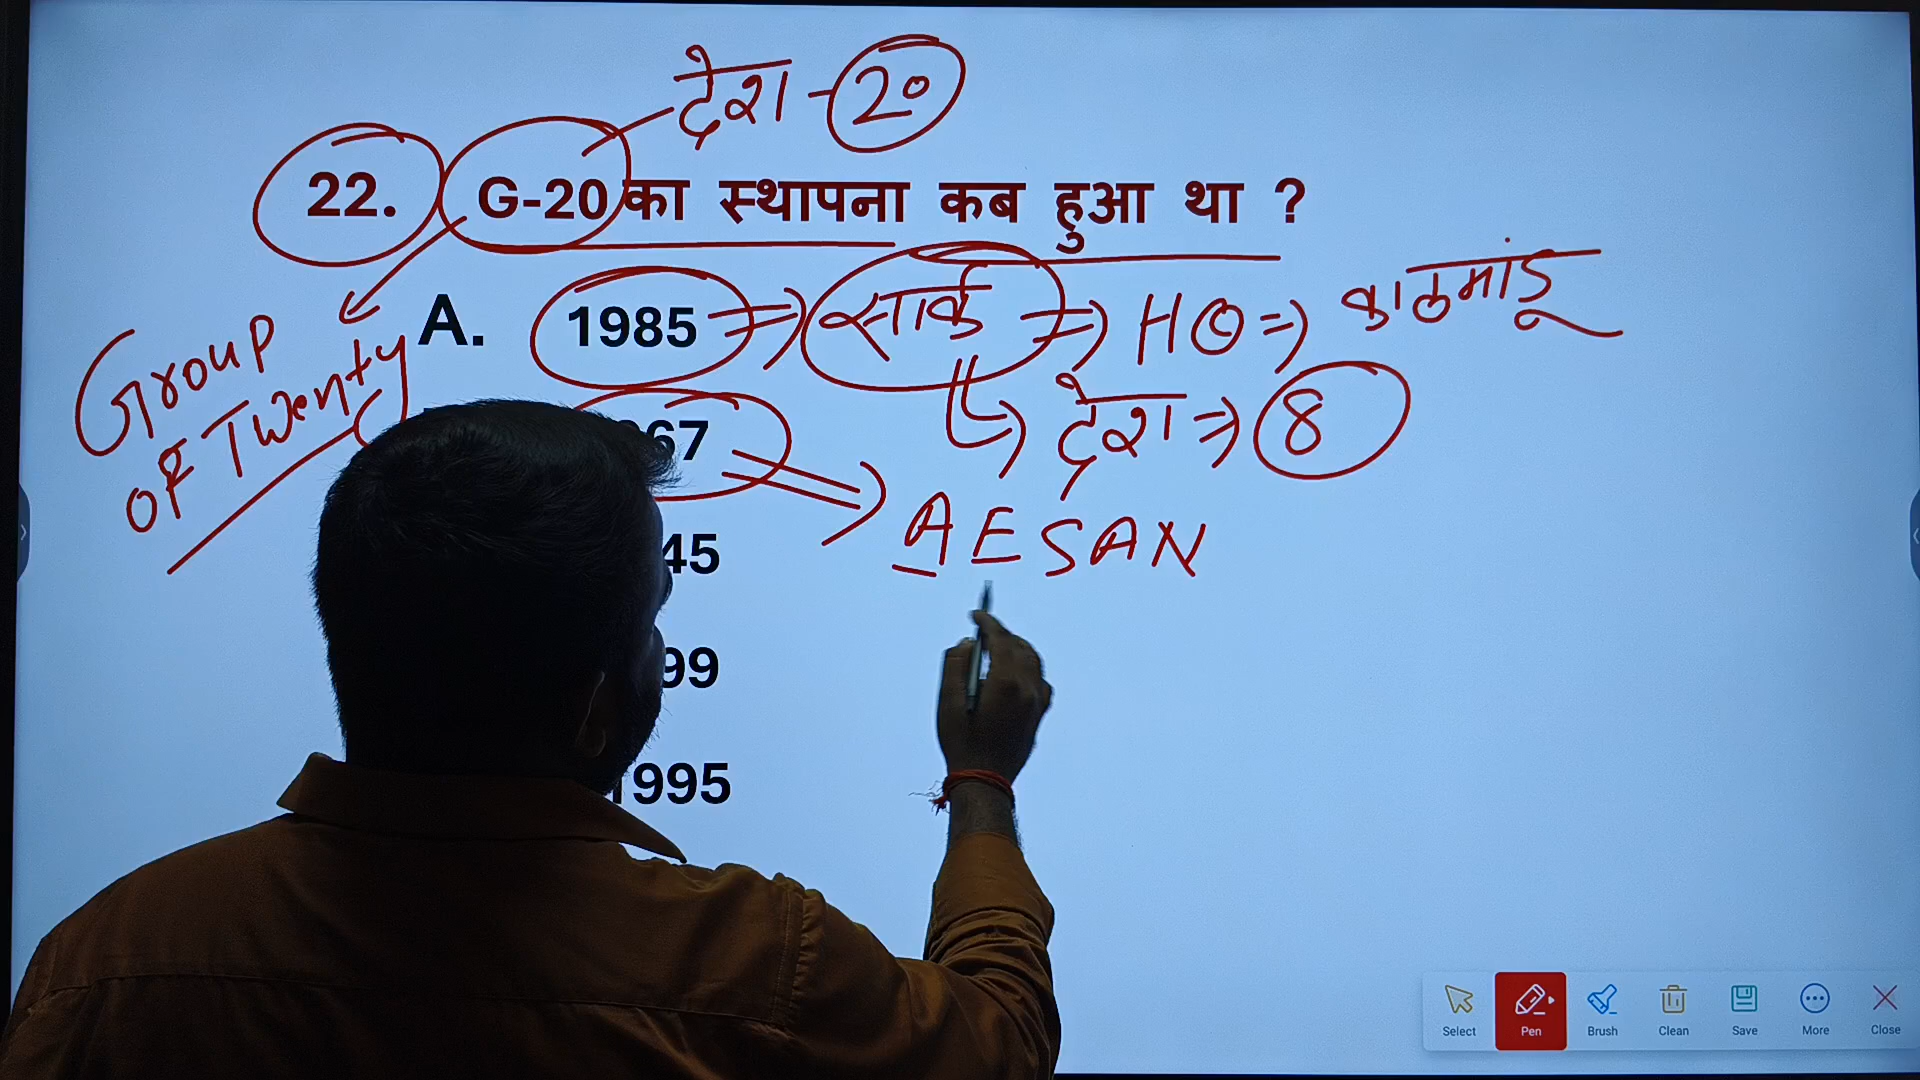 देश - 20
22. G-20 का स्थापना कब हुआ था ?
A. 1985 => सार्क => HQ => काठमांडू
Group
OF Twenty
देश => 8
67 => AESAN
45
99
1995
Select Pen Brush Clean Save More Close